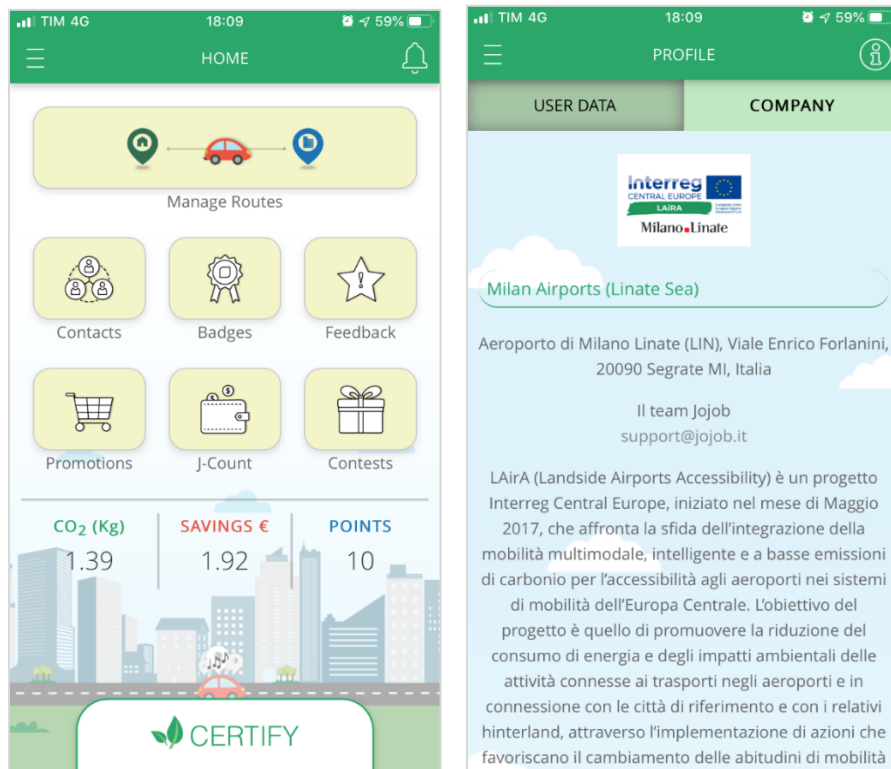 TIM 4G 18:09 59%
HOME
Manage Routes
Contacts Badges Feedback
Promotions J-Count Contests
CO₂ (Kg) SAVINGS € POINTS
1.39 1.92 10
CERTIFY
TIM 4G 18:09 59%
PROFILE
USER DATA COMPANY
Interreg
CENTRAL EUROPE
LAirA
Milano Linate
Milan Airports (Linate Sea)
Aeroporto di Milano Linate (LIN), Viale Enrico Forlanini,
20090 Segrate MI, Italia
Il team Jojob
support@jojob.it
LAirA (Landside Airports Accessibility) è un progetto
Interreg Central Europe, iniziato nel mese di Maggio
2017, che affronta la sfida dell'integrazione della
mobilità multimodale, intelligente e a basse emissioni
di carbonio per l'accessibilità agli aeroporti nei sistemi
di mobilità dell'Europa Centrale. L'obiettivo del
progetto è quello di promuovere la riduzione del
consumo di energia e degli impatti ambientali delle
attività connesse ai trasporti negli aeroporti e in
connessione con le città di riferimento e con i relativi
hinterland, attraverso l'implementazione di azioni che
favoriscano il cambiamento delle abitudini di mobilità